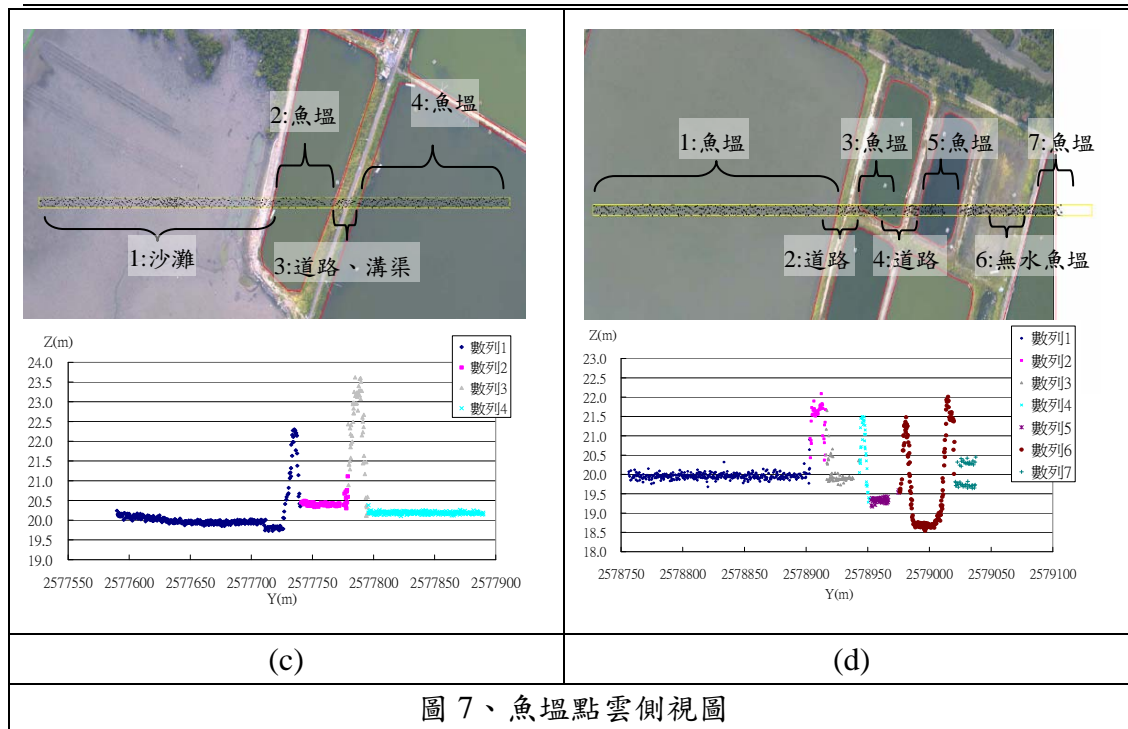 2:魚塭
4:魚塭
1:沙灘
3:道路、溝渠
Z(m)
24.0
23.5
23.0
22.5
22.0
21.5
21.0
20.5
20.0
19.5
19.0
數列1
數列2
數列3
數列4
2577550 2577600 2577650 2577700 2577750 2577800 2577850 2577900
Y(m)
(c)
1:魚塭
3:魚塭
5:魚塭
7:魚塭
2:道路
4:道路
6:無水魚塭
Z(m)
23.0
22.5
22.0
21.5
21.0
20.5
20.0
19.5
19.0
18.5
18.0
數列1
數列2
數列3
數列4
數列5
數列6
數列7
2578750 2578800 2578850 2578900 2578950 2579000 2579050 2579100
Y(m)
(d)
圖 7、魚塭點雲側視圖